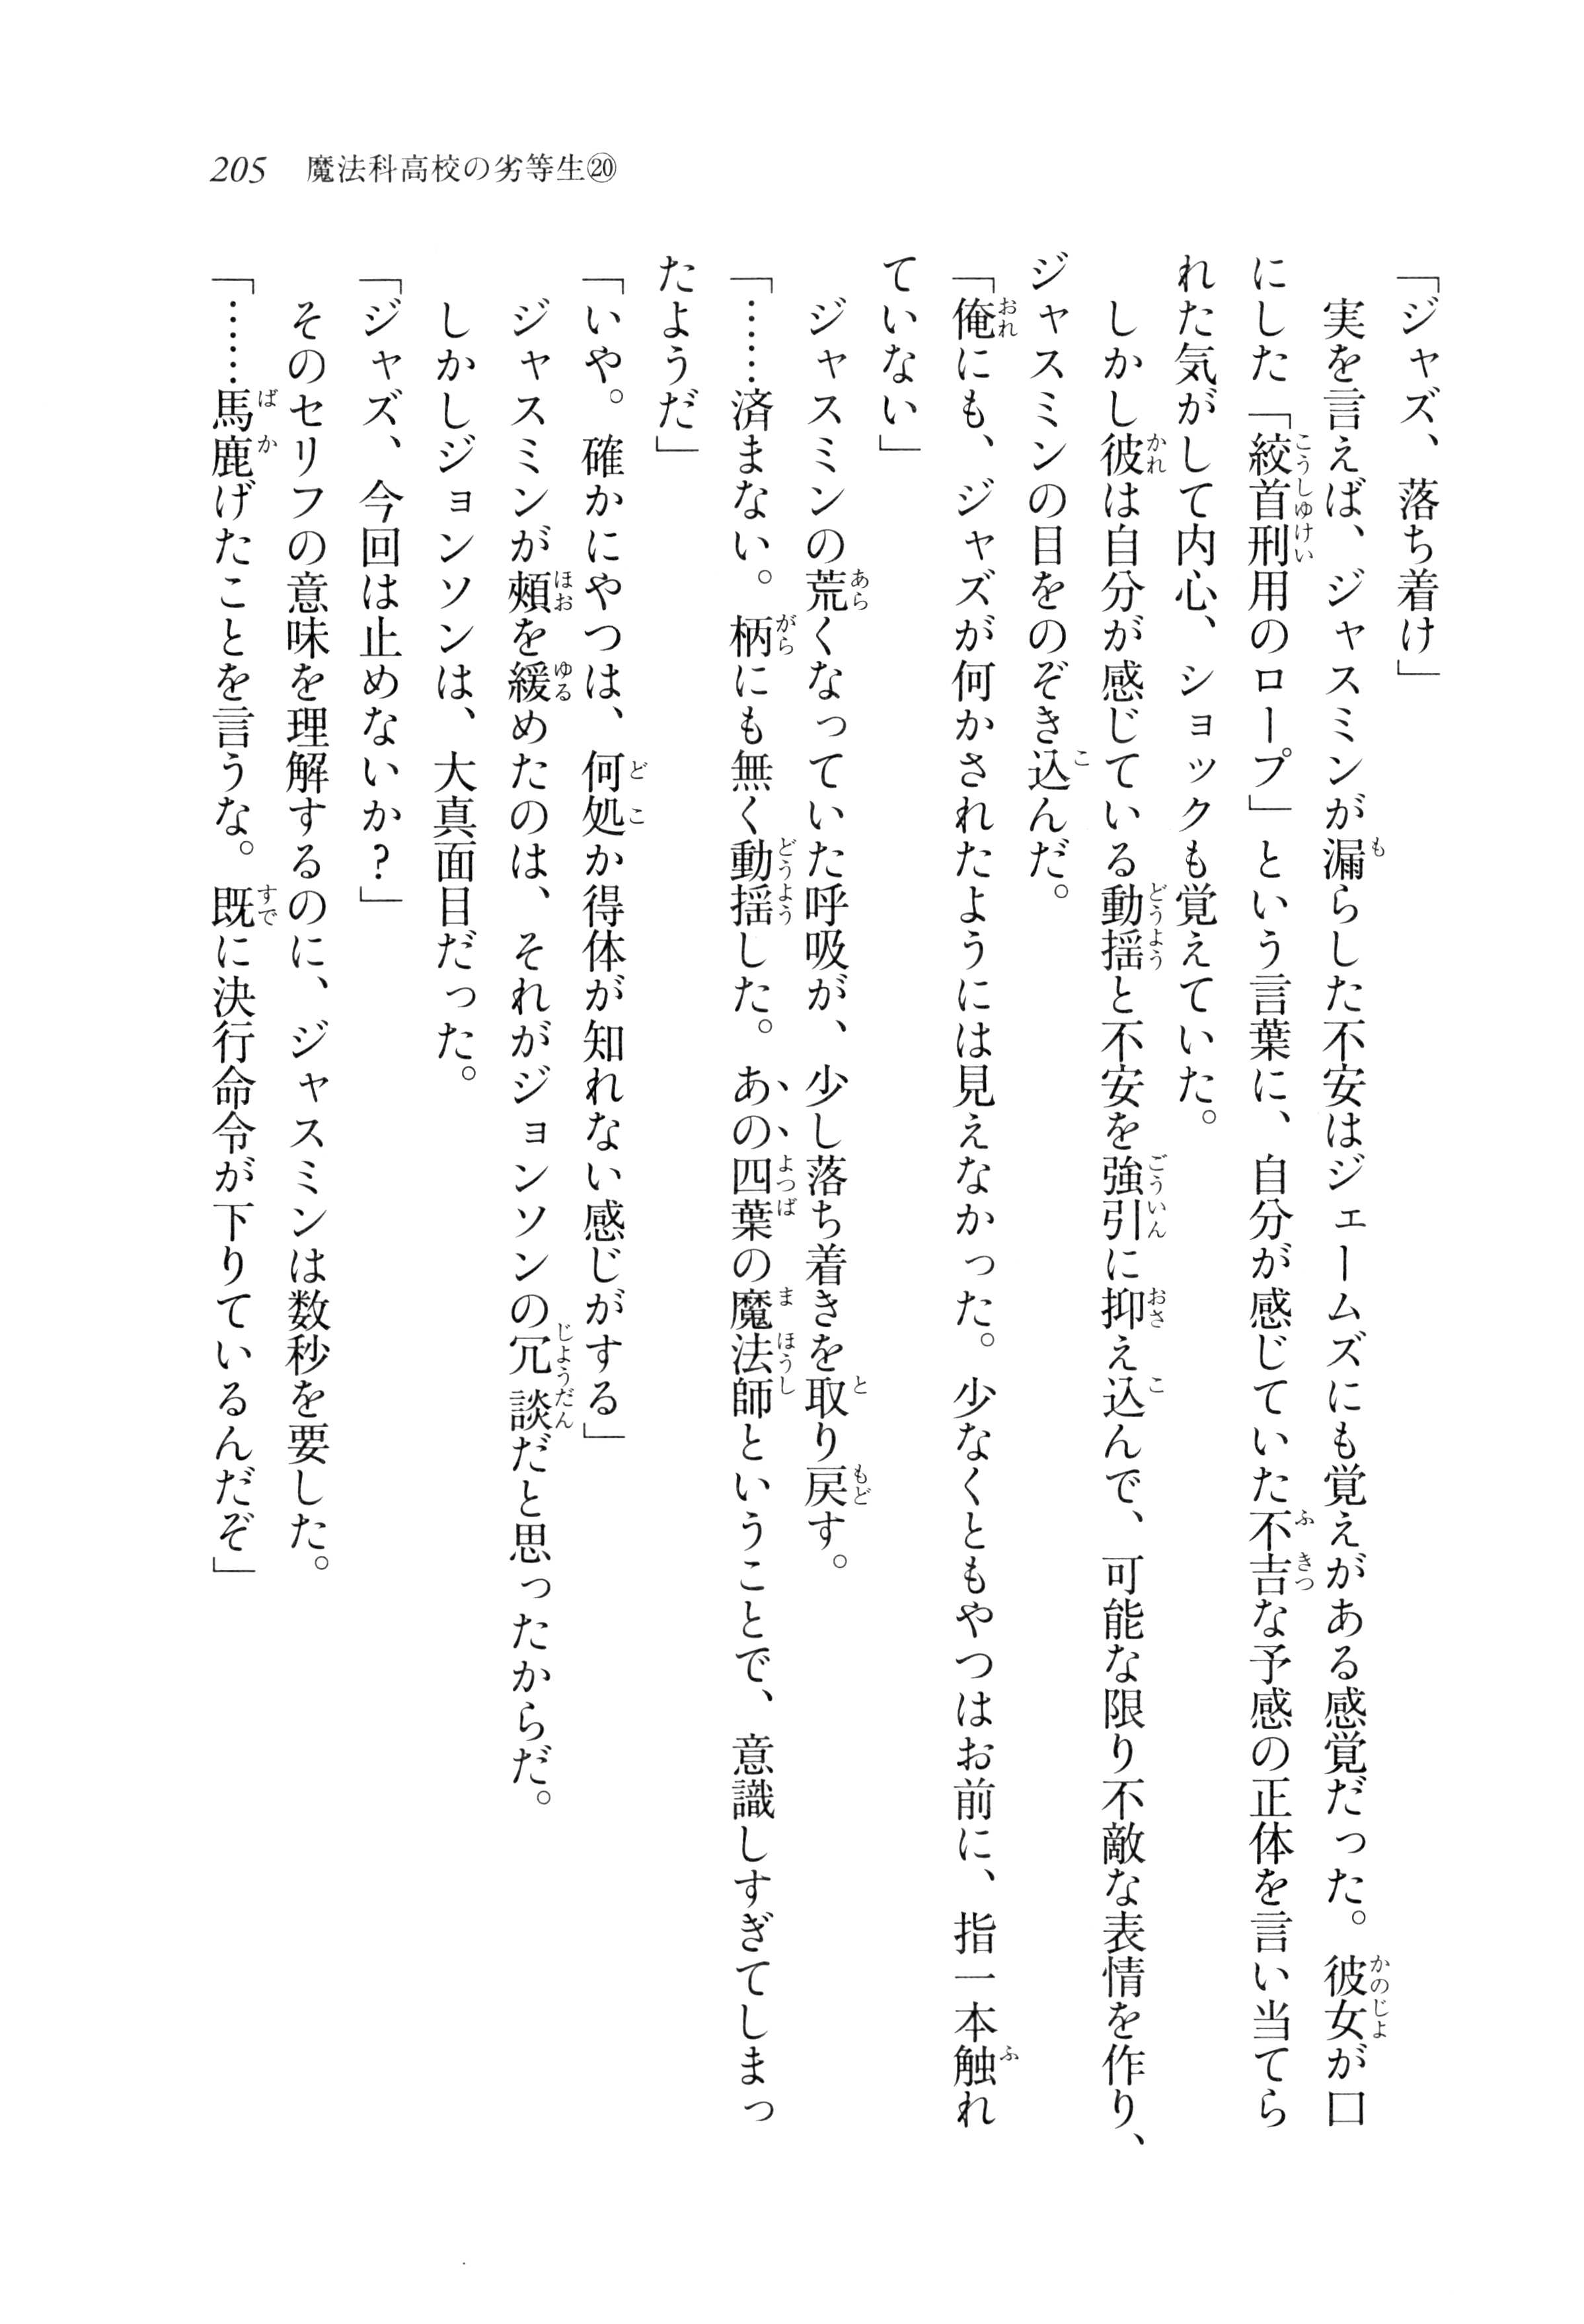 205 魔法科高校の劣等生⑳
「ジャズ、落ち着け」
　実を言えば、ジャスミンが漏らした不安はジェームズにも覚えがある感覚だった。彼女が口
にした「絞首刑用のロープ」という言葉に、自分が感じていた不吉な予感の正体を言い当てら
れた気がして内心、ショックも覚えていた。
　しかし彼は自分が感じている動揺と不安を強引に抑え込んで、可能な限り不敵な表情を作り、
ジャスミンの目をのぞき込んだ。
「俺にも、ジャズが何かされたようには見えなかった。少なくともやつはお前に、指一本触れ
ていない」
　ジャスミンの荒くなっていた呼吸が、少し落ち着きを取り戻す。
「……済まない。柄にも無く動揺した。あの四葉の魔法師ということで、意識しすぎてしまっ
たようだ」
「いや。確かにやつは、何処か得体が知れない感じがする」
　ジャスミンが頰を緩めたのは、それがジョンソンの冗談だと思ったからだ。
　しかしジョンソンは、大真面目だった。
「ジャズ、今回は止めないか?」
　そのセリフの意味を理解するのに、ジャスミンは数秒を要した。
「……馬鹿げたことを言うな。既に決行命令が下りているんだぞ」